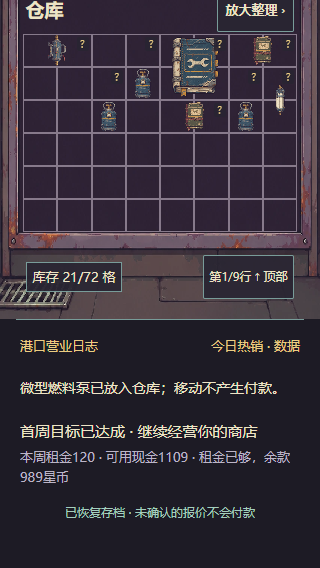 仓库
放大整理 ›
? ? ? ?
? ? ?
?
库存 21/72 格
第1/9行 ↑ 顶部
港口营业日志
今日热销 · 数据
微型燃料泵已放入仓库；移动不产生付款。
首周目标已达成 · 继续经营你的商店
本周租金120 · 可用现金1109 · 租金已够，余款
989星币
已恢复存档 · 未确认的报价不会付款